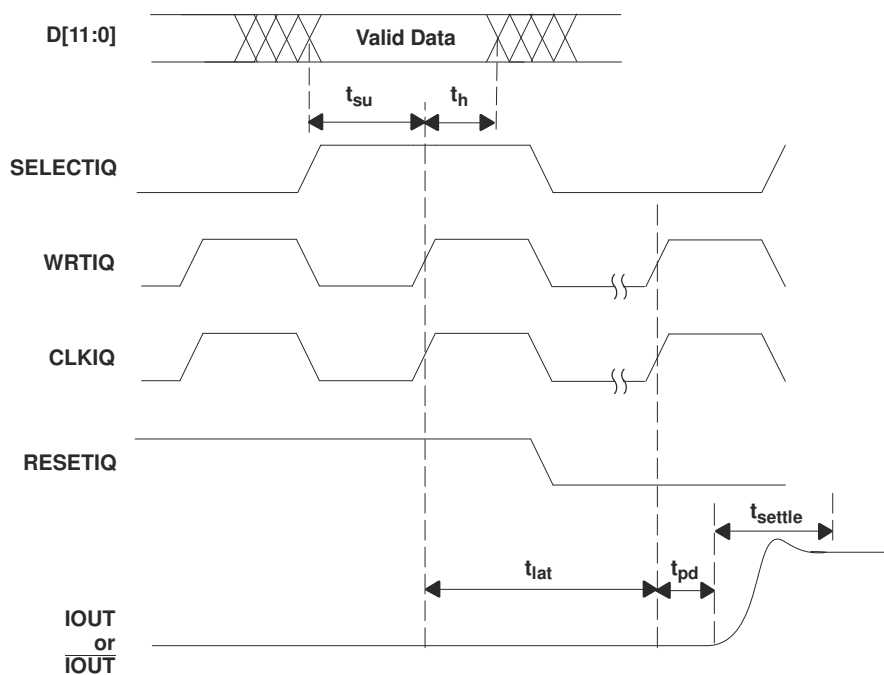 D[11:0]
Valid Data
tsu
th
SELECTIQ
WRTIQ
CLKIQ
RESETIQ
tsettle
tlat
tpd
IOUT
or
IOUT